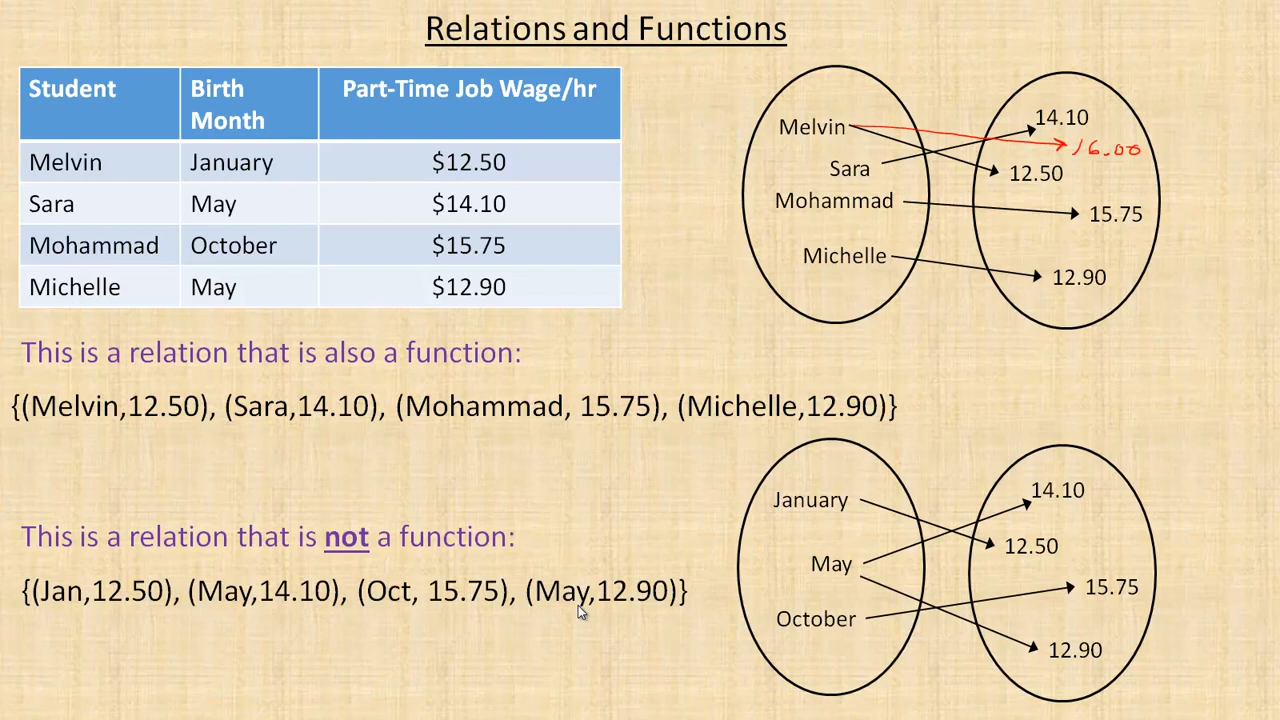 Relations and Functions
Student Birth Month Part-Time Job Wage/hr
Melvin January $12.50
Sara May $14.10
Mohammad October $15.75
Michelle May $12.90
Melvin
Sara
Mohammad
Michelle
14.10
16.00
12.50
15.75
12.90
This is a relation that is also a function:
{(Melvin,12.50), (Sara,14.10), (Mohammad, 15.75), (Michelle,12.90)}
This is a relation that is not a function:
{(Jan,12.50), (May,14.10), (Oct, 15.75), (May,12.90)}
January
May
October
14.10
12.50
15.75
12.90